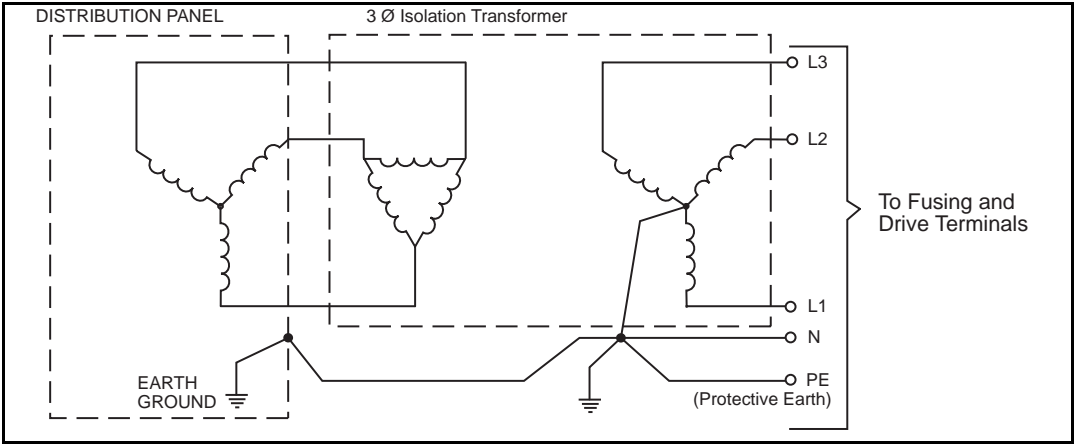 DISTRIBUTION PANEL
3 Ø Isolation Transformer
L3
L2
To Fusing and
Drive Terminals
L1
N
EARTH
GROUND
PE
(Protective Earth)